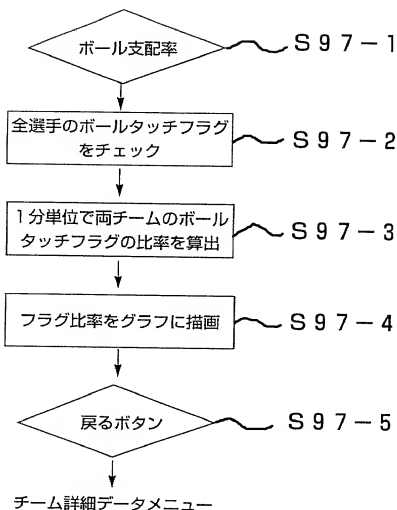 ボール支配率
S97-1
全選手のボールタッチフラグ
をチェック
S97-2
1分単位で両チームのボール
タッチフラグの比率を算出
S97-3
フラグ比率をグラフに描画
S97-4
戻るボタン
S97-5
チーム詳細データメニュー